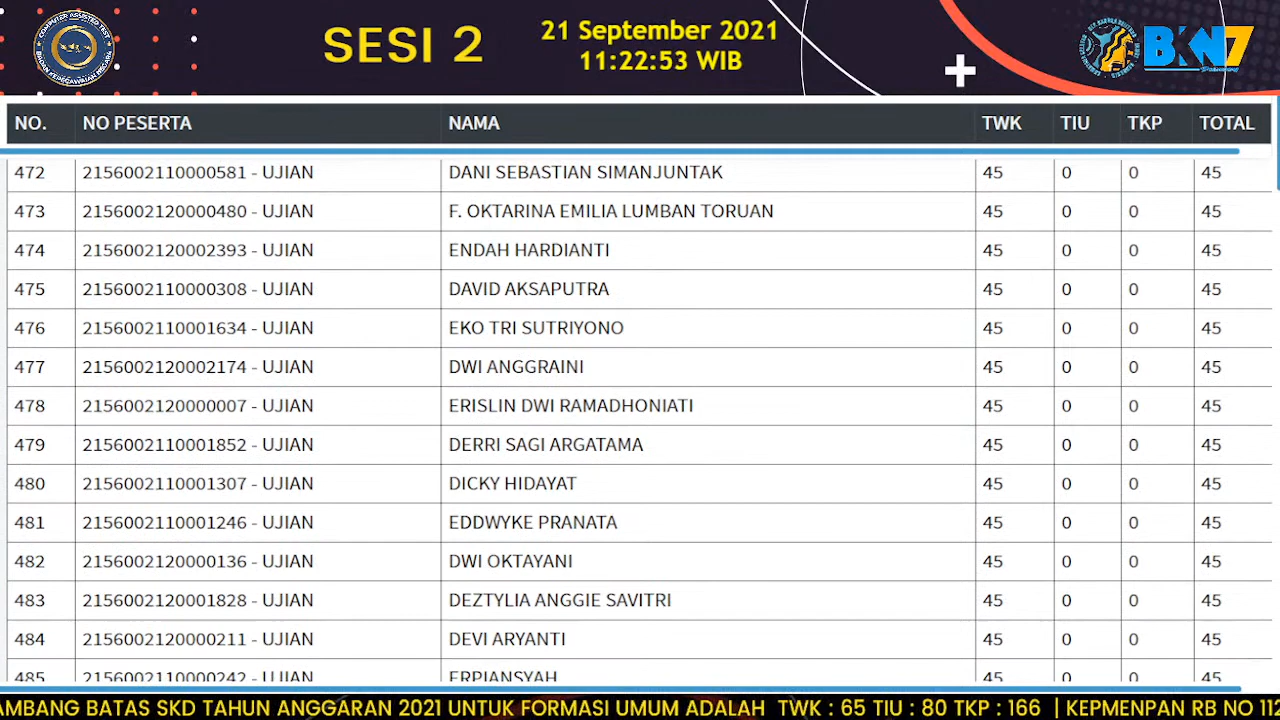 COMPUTER ASSISTED TEST
BADAN KEPEGAWAIAN NEGARA
SESI 2
21 September 2021
11:22:53 WIB
BKN7
NO. NO PESERTA NAMA TWK TIU TKP TOTAL
472 2156002110000581 - UJIAN DANI SEBASTIAN SIMANJUNTAK 45 0 0 45
473 2156002120000480 - UJIAN F. OKTARINA EMILIA LUMBAN TORUAN 45 0 0 45
474 2156002120002393 - UJIAN ENDAH HARDIANTI 45 0 0 45
475 2156002110000308 - UJIAN DAVID AKSAPUTRA 45 0 0 45
476 2156002110001634 - UJIAN EKO TRI SUTRIYONO 45 0 0 45
477 2156002120002174 - UJIAN DWI ANGGRAINI 45 0 0 45
478 2156002120000007 - UJIAN ERISLIN DWI RAMADHONIATI 45 0 0 45
479 2156002110001852 - UJIAN DERRI SAGI ARGATAMA 45 0 0 45
480 2156002110001307 - UJIAN DICKY HIDAYAT 45 0 0 45
481 2156002110001246 - UJIAN EDDWYKE PRANATA 45 0 0 45
482 2156002120000136 - UJIAN DWI OKTAYANI 45 0 0 45
483 2156002120001828 - UJIAN DEZTYLIA ANGGIE SAVITRI 45 0 0 45
484 2156002120000211 - UJIAN DEVI ARYANTI 45 0 0 45
485 2156002110000242 - UJIAN ERPIANSYAH 45 0 0 45
AMBANG BATAS SKD TAHUN ANGGARAN 2021 UNTUK FORMASI UMUM ADALAH TWK : 65 TIU : 80 TKP : 166 | KEPMENPAN RB NO 112